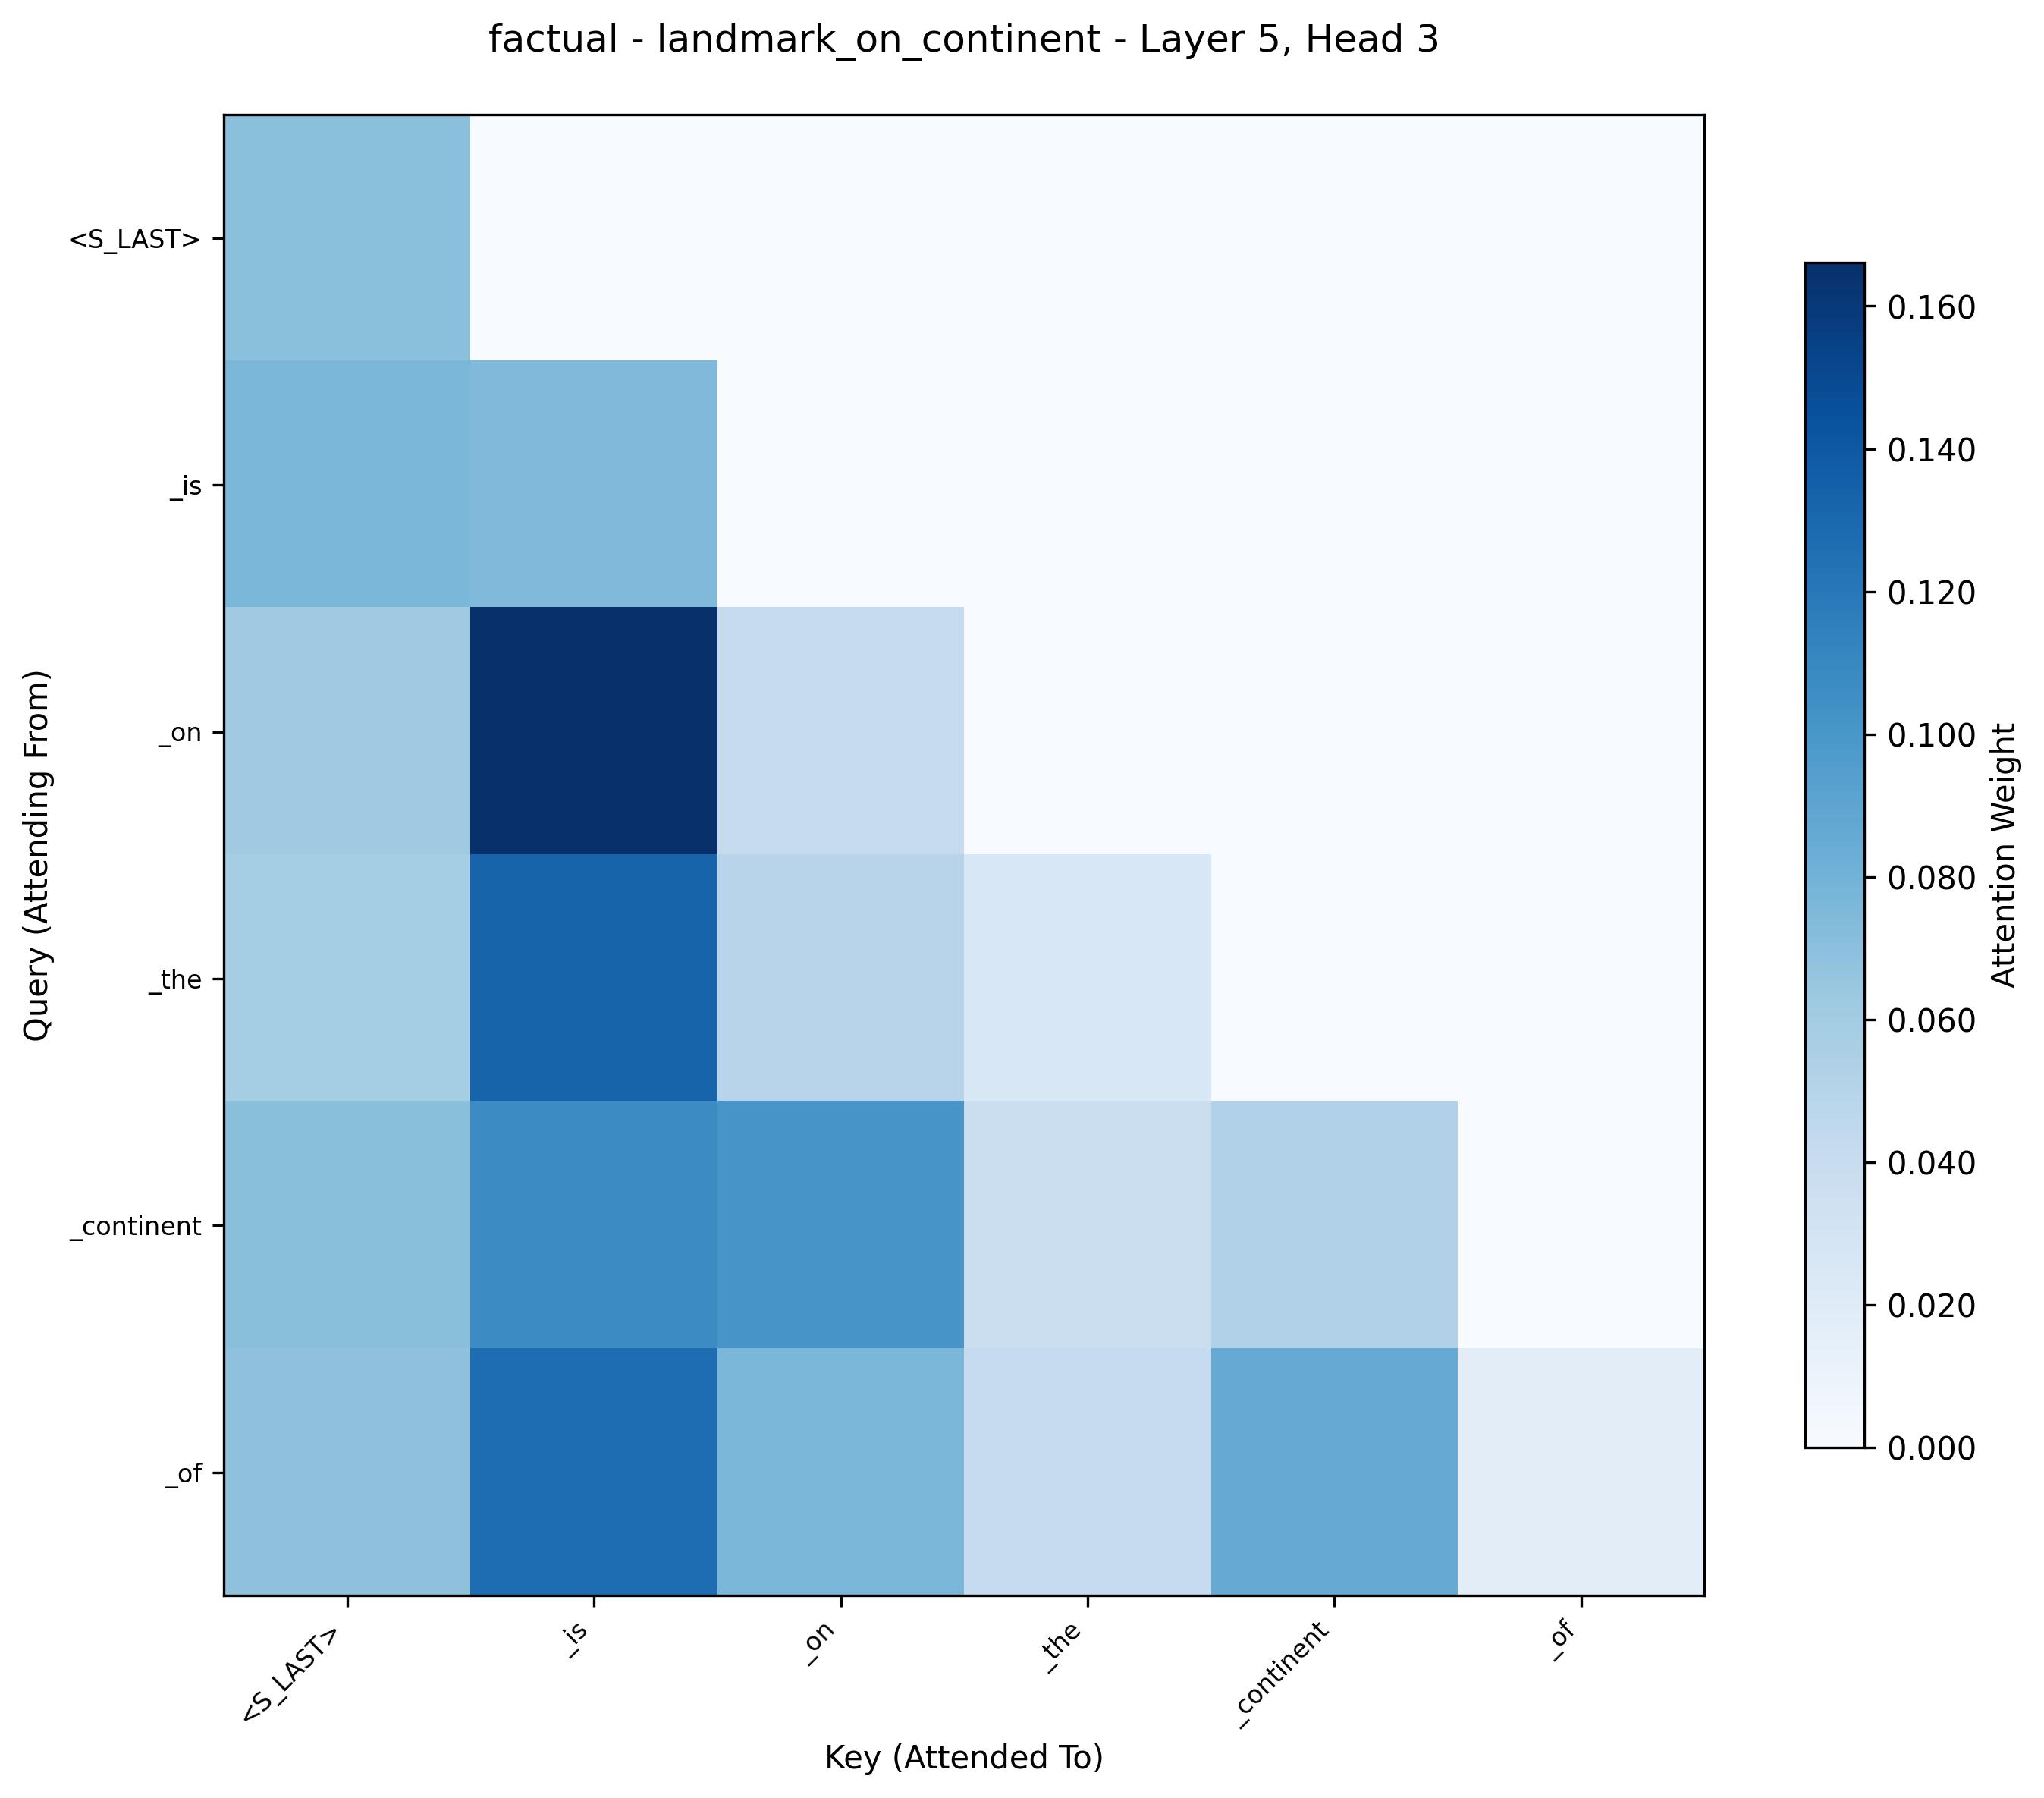 factual - landmark_on_continent - Layer 5, Head 3
Query (Attending From)
<S_LAST>
_is
_on
_the
_continent
_of
<S_LAST>
_is
_on
_the
_continent
_of
Key (Attended To)
0.160
0.140
0.120
0.100
0.080
0.060
0.040
0.020
0.000
Attention Weight